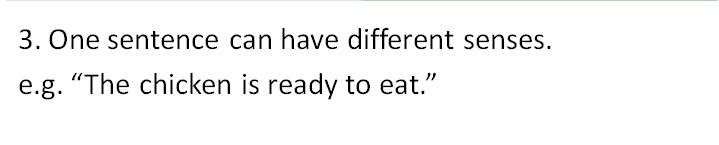 3. One sentence can have different senses.
e.g. “The chicken is ready to eat.”